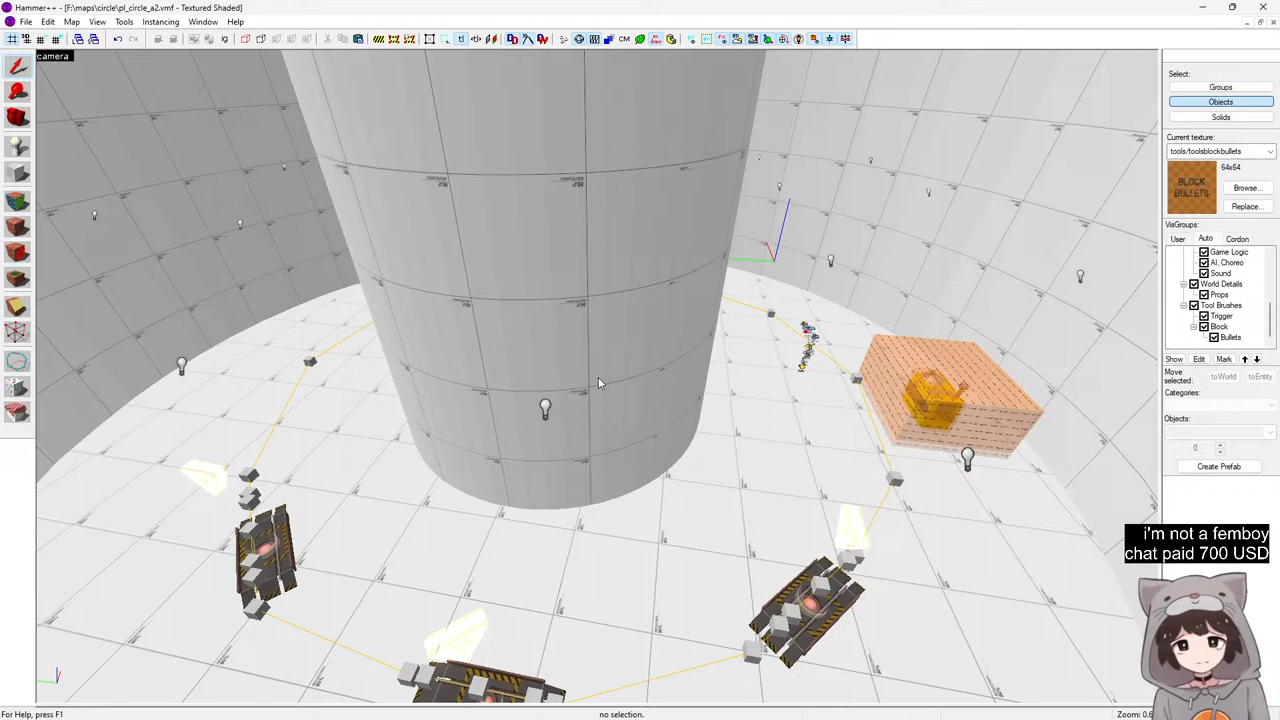 Hammer++ - [F:\maps\circle\pl_circle_a2.vmf - Textured Shaded]
File Edit Map View Tools Instancing Window Help
CM
camera
Select:
Groups
Objects
Solids
Current texture:
tools/toolsblockbullets
64x64
BLOCK
BULLETS
Browse...
Replace...
VisGroups:
User Auto Cordon
Game Logic
AI, Choreo
Sound
World Details
Props
Tool Brushes
Trigger
Block
Bullets
Show Edit Mark
Move
selected:
toWorld toEntity
Categories:
Objects:
0
Create Prefab
i'm not a femboy
chat paid 700 USD
For Help, press F1
no selection.